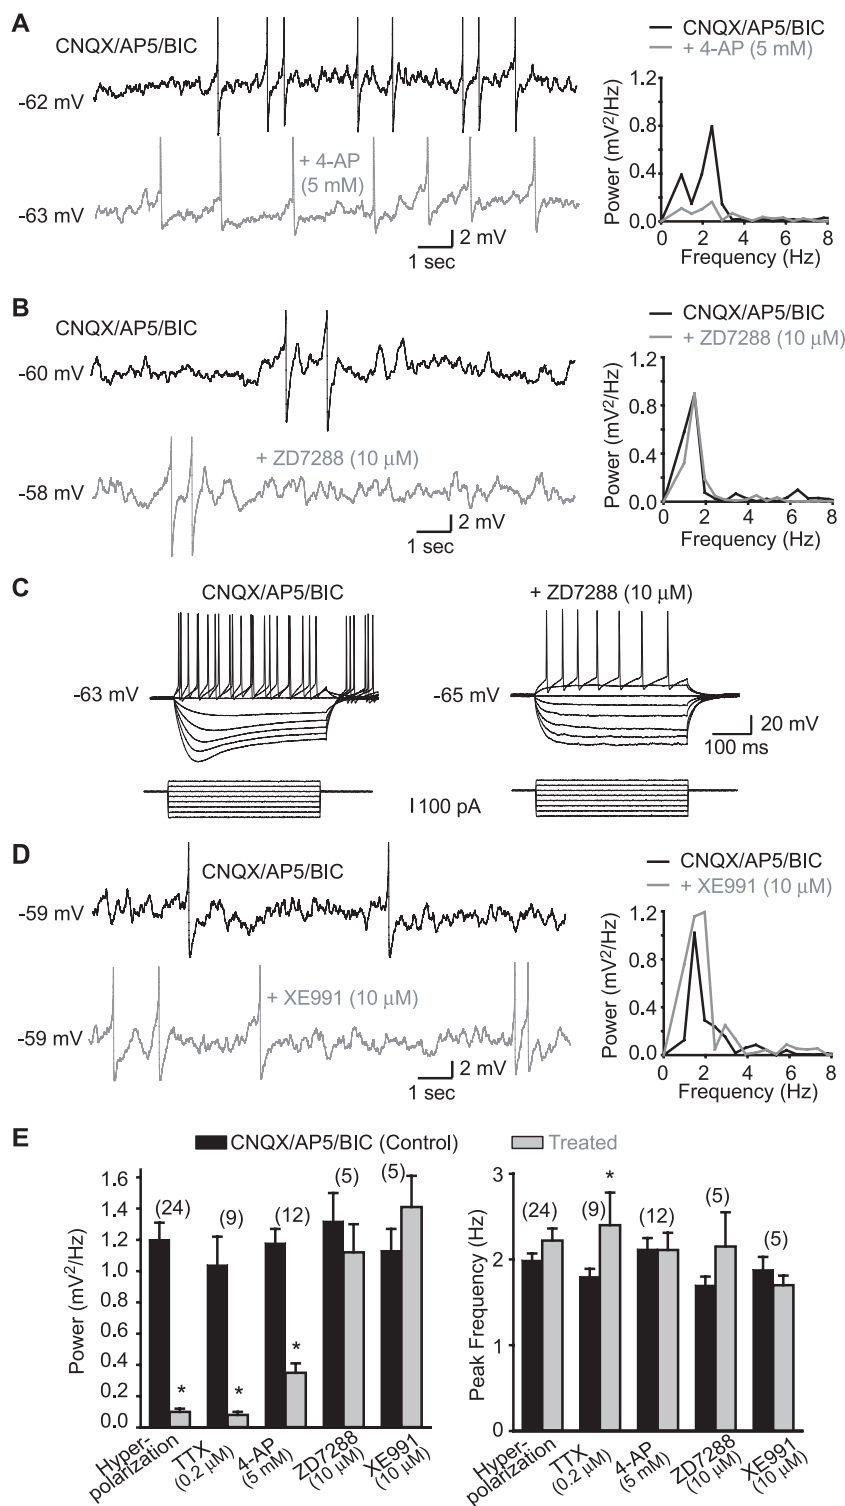 A
CNQX/AP5/BIC
-62 mV
+ 4-AP
(5 mM)
-63 mV
2 mV
1 sec
CNQX/AP5/BIC
+ 4-AP (5 mM)
Power (mV²/Hz)
1.2
0.8
0.4
0.0
0 2 4 6 8
Frequency (Hz)
B
CNQX/AP5/BIC
-60 mV
+ ZD7288 (10 µM)
-58 mV
2 mV
1 sec
CNQX/AP5/BIC
+ ZD7288 (10 µM)
Power (mV²/Hz)
1.2
0.8
0.4
0.0
0 2 4 6 8
Frequency (Hz)
C
CNQX/AP5/BIC
-63 mV
+ ZD7288 (10 µM)
-65 mV
20 mV
100 ms
100 pA
D
CNQX/AP5/BIC
-59 mV
+ XE991 (10 µM)
-59 mV
2 mV
1 sec
CNQX/AP5/BIC
+ XE991 (10 µM)
Power (mV²/Hz)
1.2
0.8
0.4
0.0
0 2 4 6 8
Frequency (Hz)
E
CNQX/AP5/BIC (Control)
Treated
Power (mV²/Hz)
1.6
1.4
1.2
1.0
0.8
0.6
0.4
0.2
0.0
(24)
(9)
(12)
(5)
(5)
*
*
*
Hyper-
polarization
TTX
(0.2 µM)
4-AP
(5 mM)
ZD7288
(10 µM)
XE991
(10 µM)
Peak Frequency (Hz)
3
2
1
0
(24)
(9)
*
(12)
(5)
(5)
Hyper-
polarization
TTX
(0.2 µM)
4-AP
(5 mM)
ZD7288
(10 µM)
XE991
(10 µM)